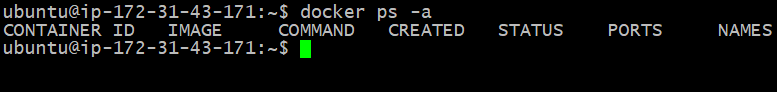 ubuntu@ip-172-31-43-171:~$ docker ps -a
CONTAINER ID   IMAGE     COMMAND   CREATED   STATUS    PORTS     NAMES
ubuntu@ip-172-31-43-171:~$